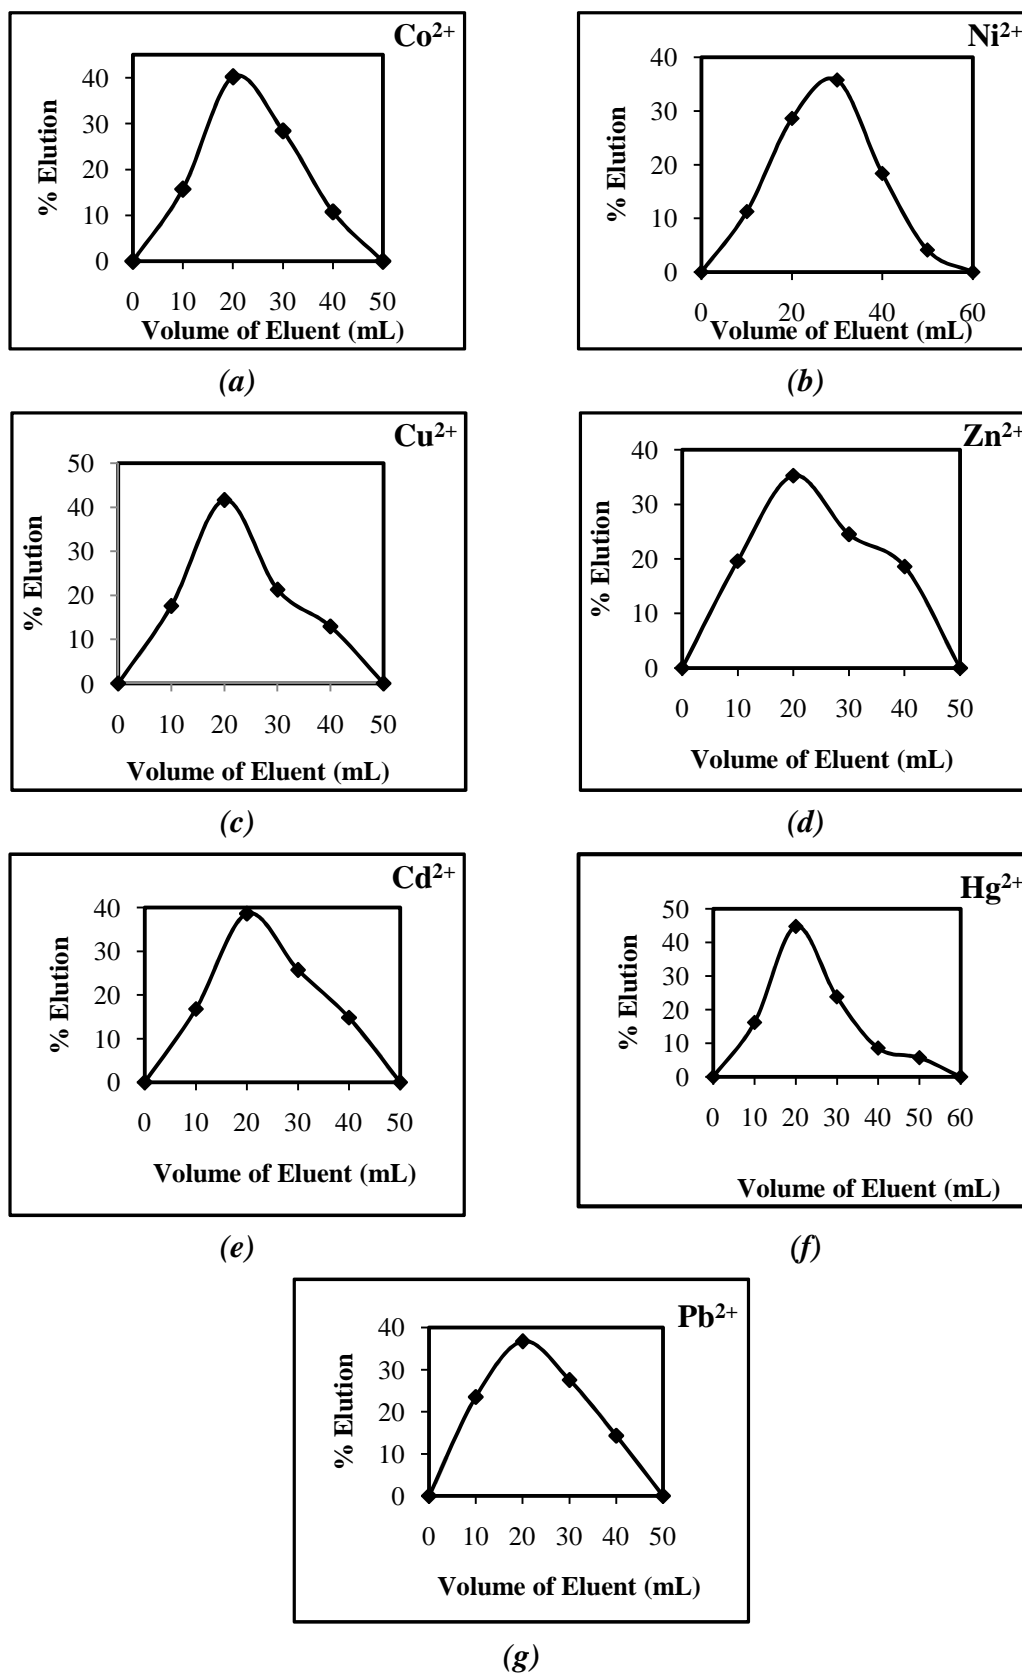 Co²⁺
% Elution
40
30
20
10
0
0 10 20 30 40 50
Volume of Eluent (mL)
(a)
Ni²⁺
% Elution
40
30
20
10
0
0 20 40 60
Volume of Eluent (mL)
(b)
Cu²⁺
% Elution
50
40
30
20
10
0
0 10 20 30 40 50
Volume of Eluent (mL)
(c)
Zn²⁺
% Elution
40
30
20
10
0
0 10 20 30 40 50
Volume of Eluent (mL)
(d)
Cd²⁺
% Elution
40
30
20
10
0
0 10 20 30 40 50
Volume of Eluent (mL)
(e)
Hg²⁺
% Elution
50
40
30
20
10
0
0 10 20 30 40 50 60
Volume of Eluent (mL)
(f)
Pb²⁺
% Elution
40
30
20
10
0
0 10 20 30 40 50
Volume of Eluent (mL)
(g)